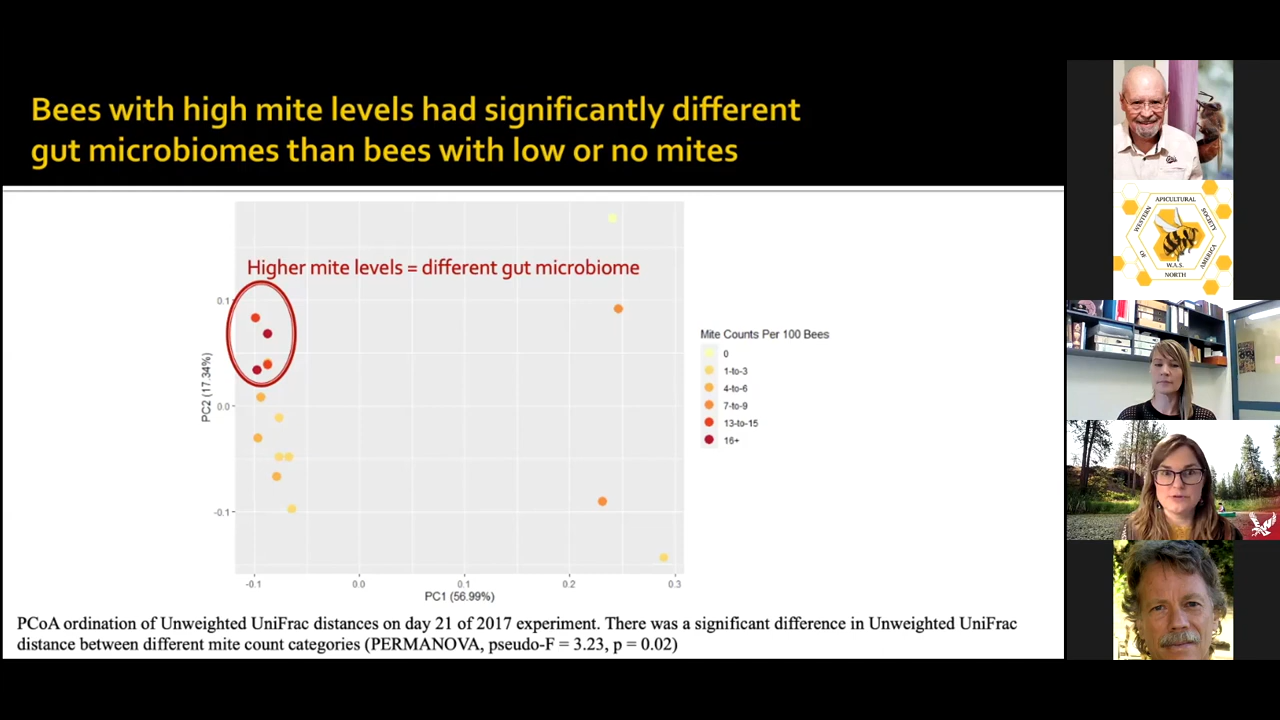 Bees with high mite levels had significantly different
gut microbiomes than bees with low or no mites
Higher mite levels = different gut microbiome
0.1
0.0
-0.1
PC2 (17.34%)
-0.1
0.0
0.1
0.2
0.3
PC1 (56.99%)
Mite Counts Per 100 Bees
0
1-to-3
4-to-6
7-to-9
13-to-15
16+
PCoA ordination of Unweighted UniFrac distances on day 21 of 2017 experiment. There was a significant difference in Unweighted UniFrac
distance between different mite count categories (PERMANOVA, pseudo-F = 3.23, p = 0.02)
APICULTURAL
WESTERN
SOCIETY
OF
AMERICA
W.A.S.
NORTH